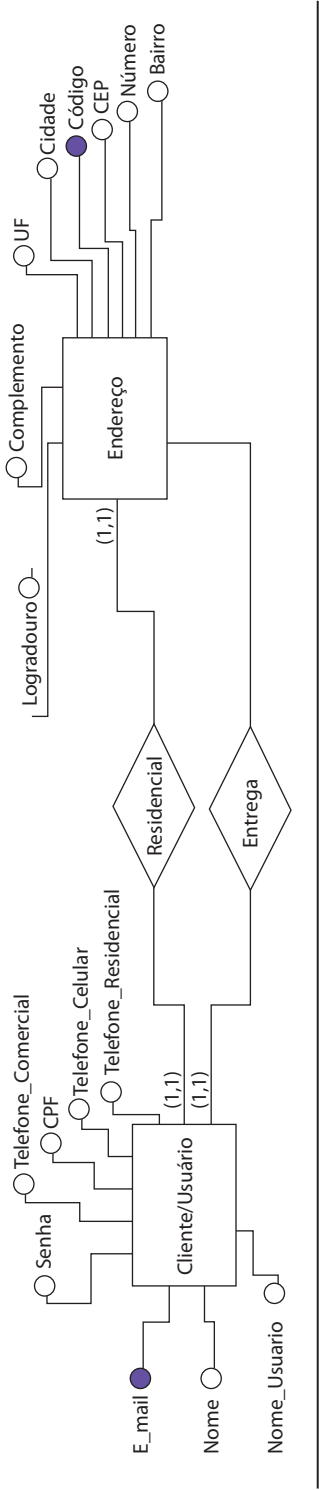 Logradouro
Complemento
UF
Cidade
Código
CEP
Número
Bairro
Endereço
(1,1)
Residencial
Entrega
(1,1)
(1,1)
Senha
Telefone_Comercial
CPF
Telefone_Celular
Telefone_Residencial
Cliente/Usuário
E_mail
Nome
Nome_Usuario